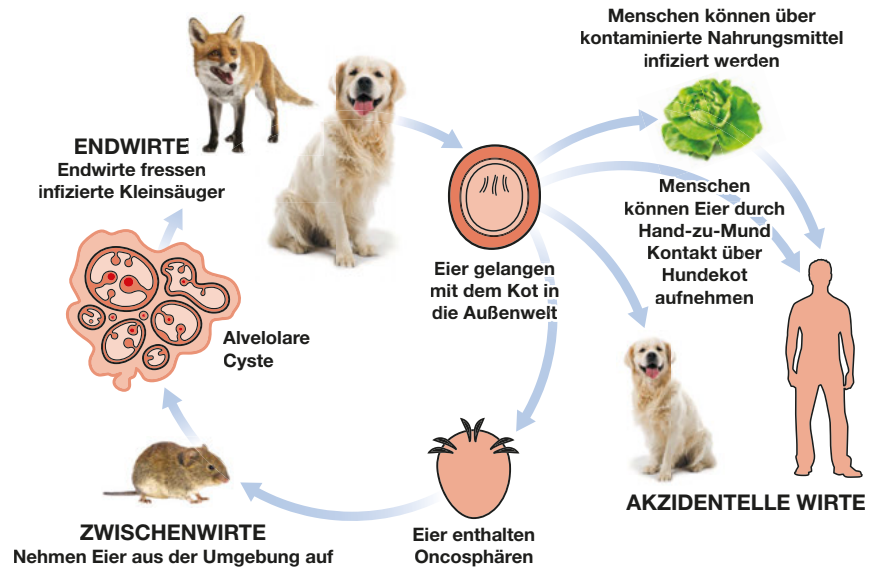 ENDWIRTE
Endwirte fressen
infizierte Kleinsäuger
Menschen können über
kontaminierte Nahrungsmittel
infiziert werden
Eier gelangen
mit dem Kot in
die Außenwelt
Menschen
können Eier durch
Hand-zu-Mund
Kontakt über
Hundekot
aufnehmen
Alvelolare
Cyste
ZWISCHENWIRTE
Nehmen Eier aus der Umgebung auf
Eier enthalten
Oncosphären
AKZIDENTELLE WIRTE